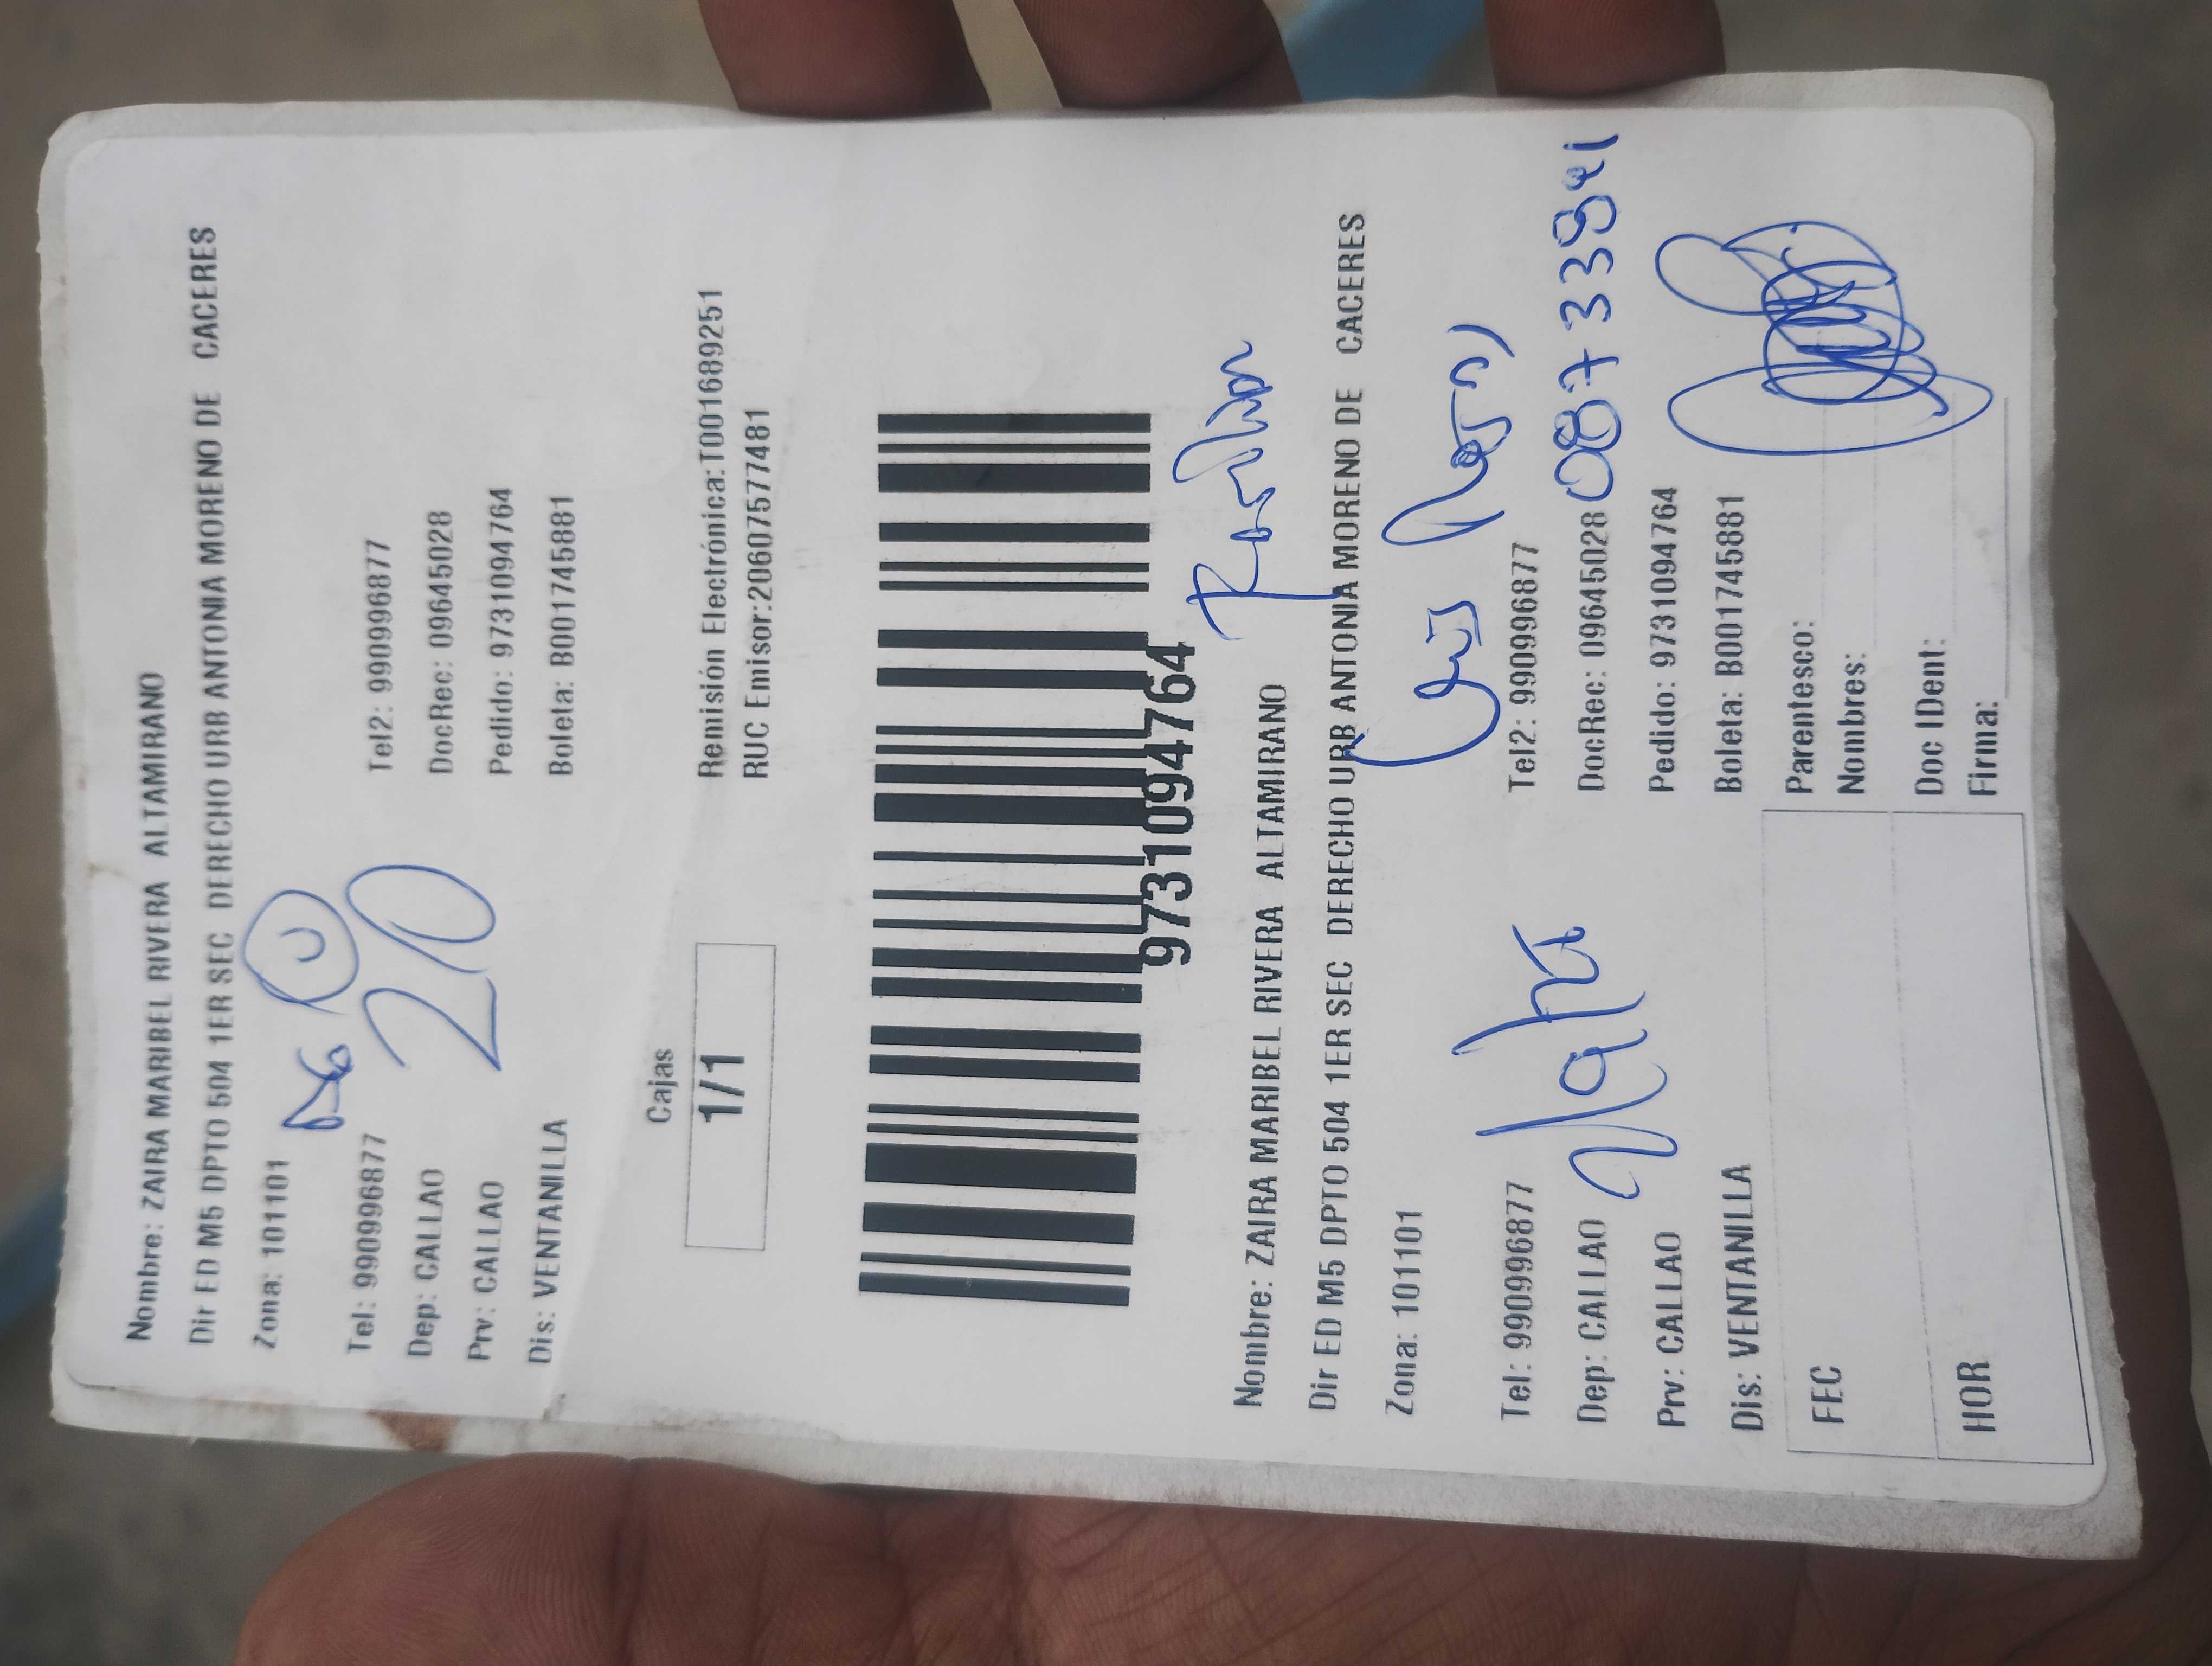 Nombre: ZAIRA MARIBEL RIVERA ALTAMIRANO
Dir ED M5 DPTO 504 1ER SEC DERECHO URB ANTONIA MORENO DE CACERES
Zona: 101101
Tel: 990996877 Tel2: 990996877
20
Dep: CALLAO DocRec: 09645028
Prv: CALLAO Pedido: 9731094764
Dis: VENTANILLA Boleta: B001745881
Cajas
1/1
Remisión Electrónica:T001689251
RUC Emisor:20607577481
9731094764
Nombre: ZAIRA MARIBEL RIVERA ALTAMIRANO
Dir ED M5 DPTO 504 1ER SEC DERECHO URB ANTONIA MORENO DE CACERES
Zona: 101101
Tel: 990996877 Tel2: 990996877
Dep: CALLAO DocRec: 09645028
Prv: CALLAO Pedido: 9731094764
Dis: VENTANILLA Boleta: B001745881
FEC
HOR
Parentesco:
Nombres:
Doc IDent:
Firma: